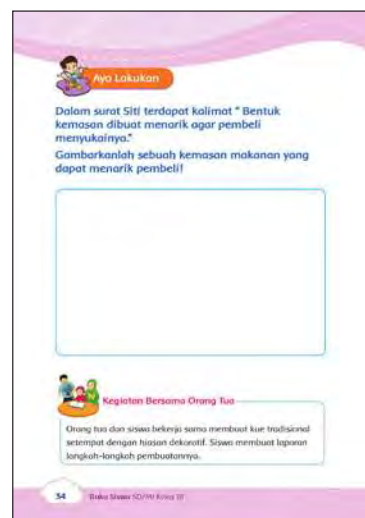 Ayo Lakukan
Dalam surat Siti terdapat kalimat " Bentuk
kemasan dibuat menarik agar pembeli
menyukainya."
Gambarkanlah sebuah kemasan makanan yang
dapat menarik pembeli!
Kegiatan Bersama Orang Tua
Orang tua dan siswa bekerja sama membuat kue tradisional
setempat dengan hiasan dekoratif. Siswa membuat laporan
langkah-langkah pembuatannya.
34 Buku Siswa SD/MI Kelas III